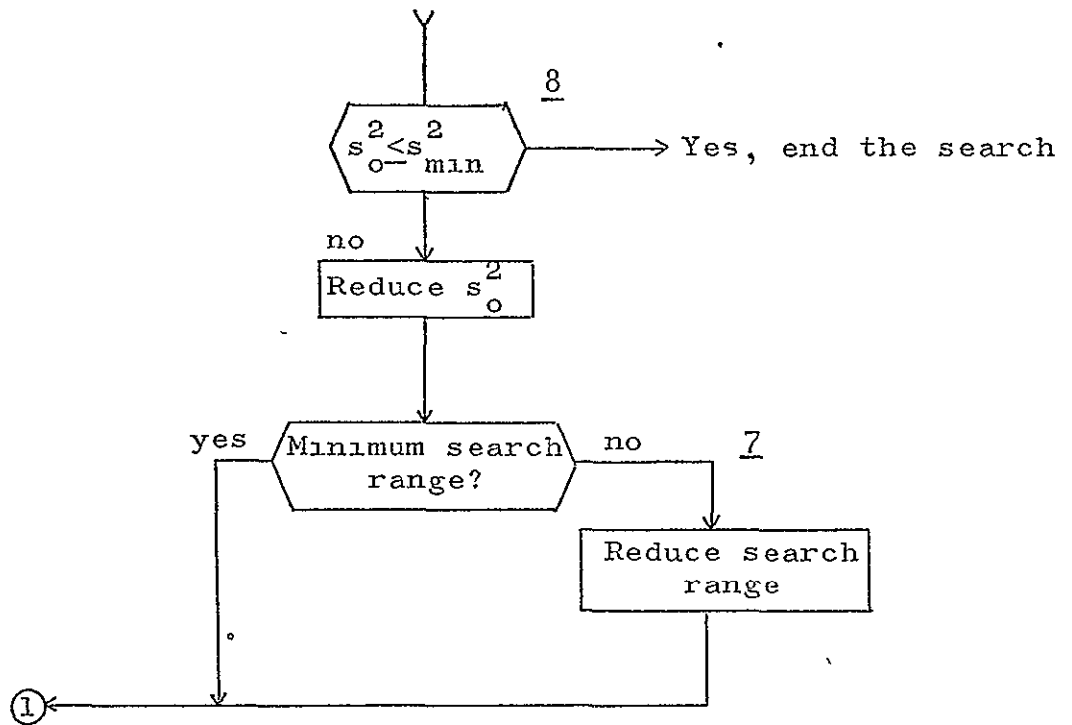 8
s²ₒ ≤ s²min
Yes, end the search
no
Reduce s²ₒ
yes
Minimum search
range?
no
7
Reduce search
range
1